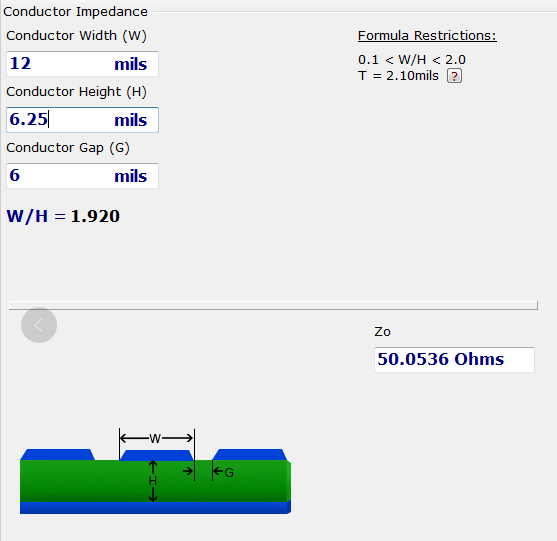 Conductor Impedance
Conductor Width (W)
12 mils
Conductor Height (H)
6.25 mils
Conductor Gap (G)
6 mils
W/H = 1.920
Formula Restrictions:
0.1 < W/H < 2.0
T = 2.10mils ?
Zo
50.0536 Ohms
W
H
G